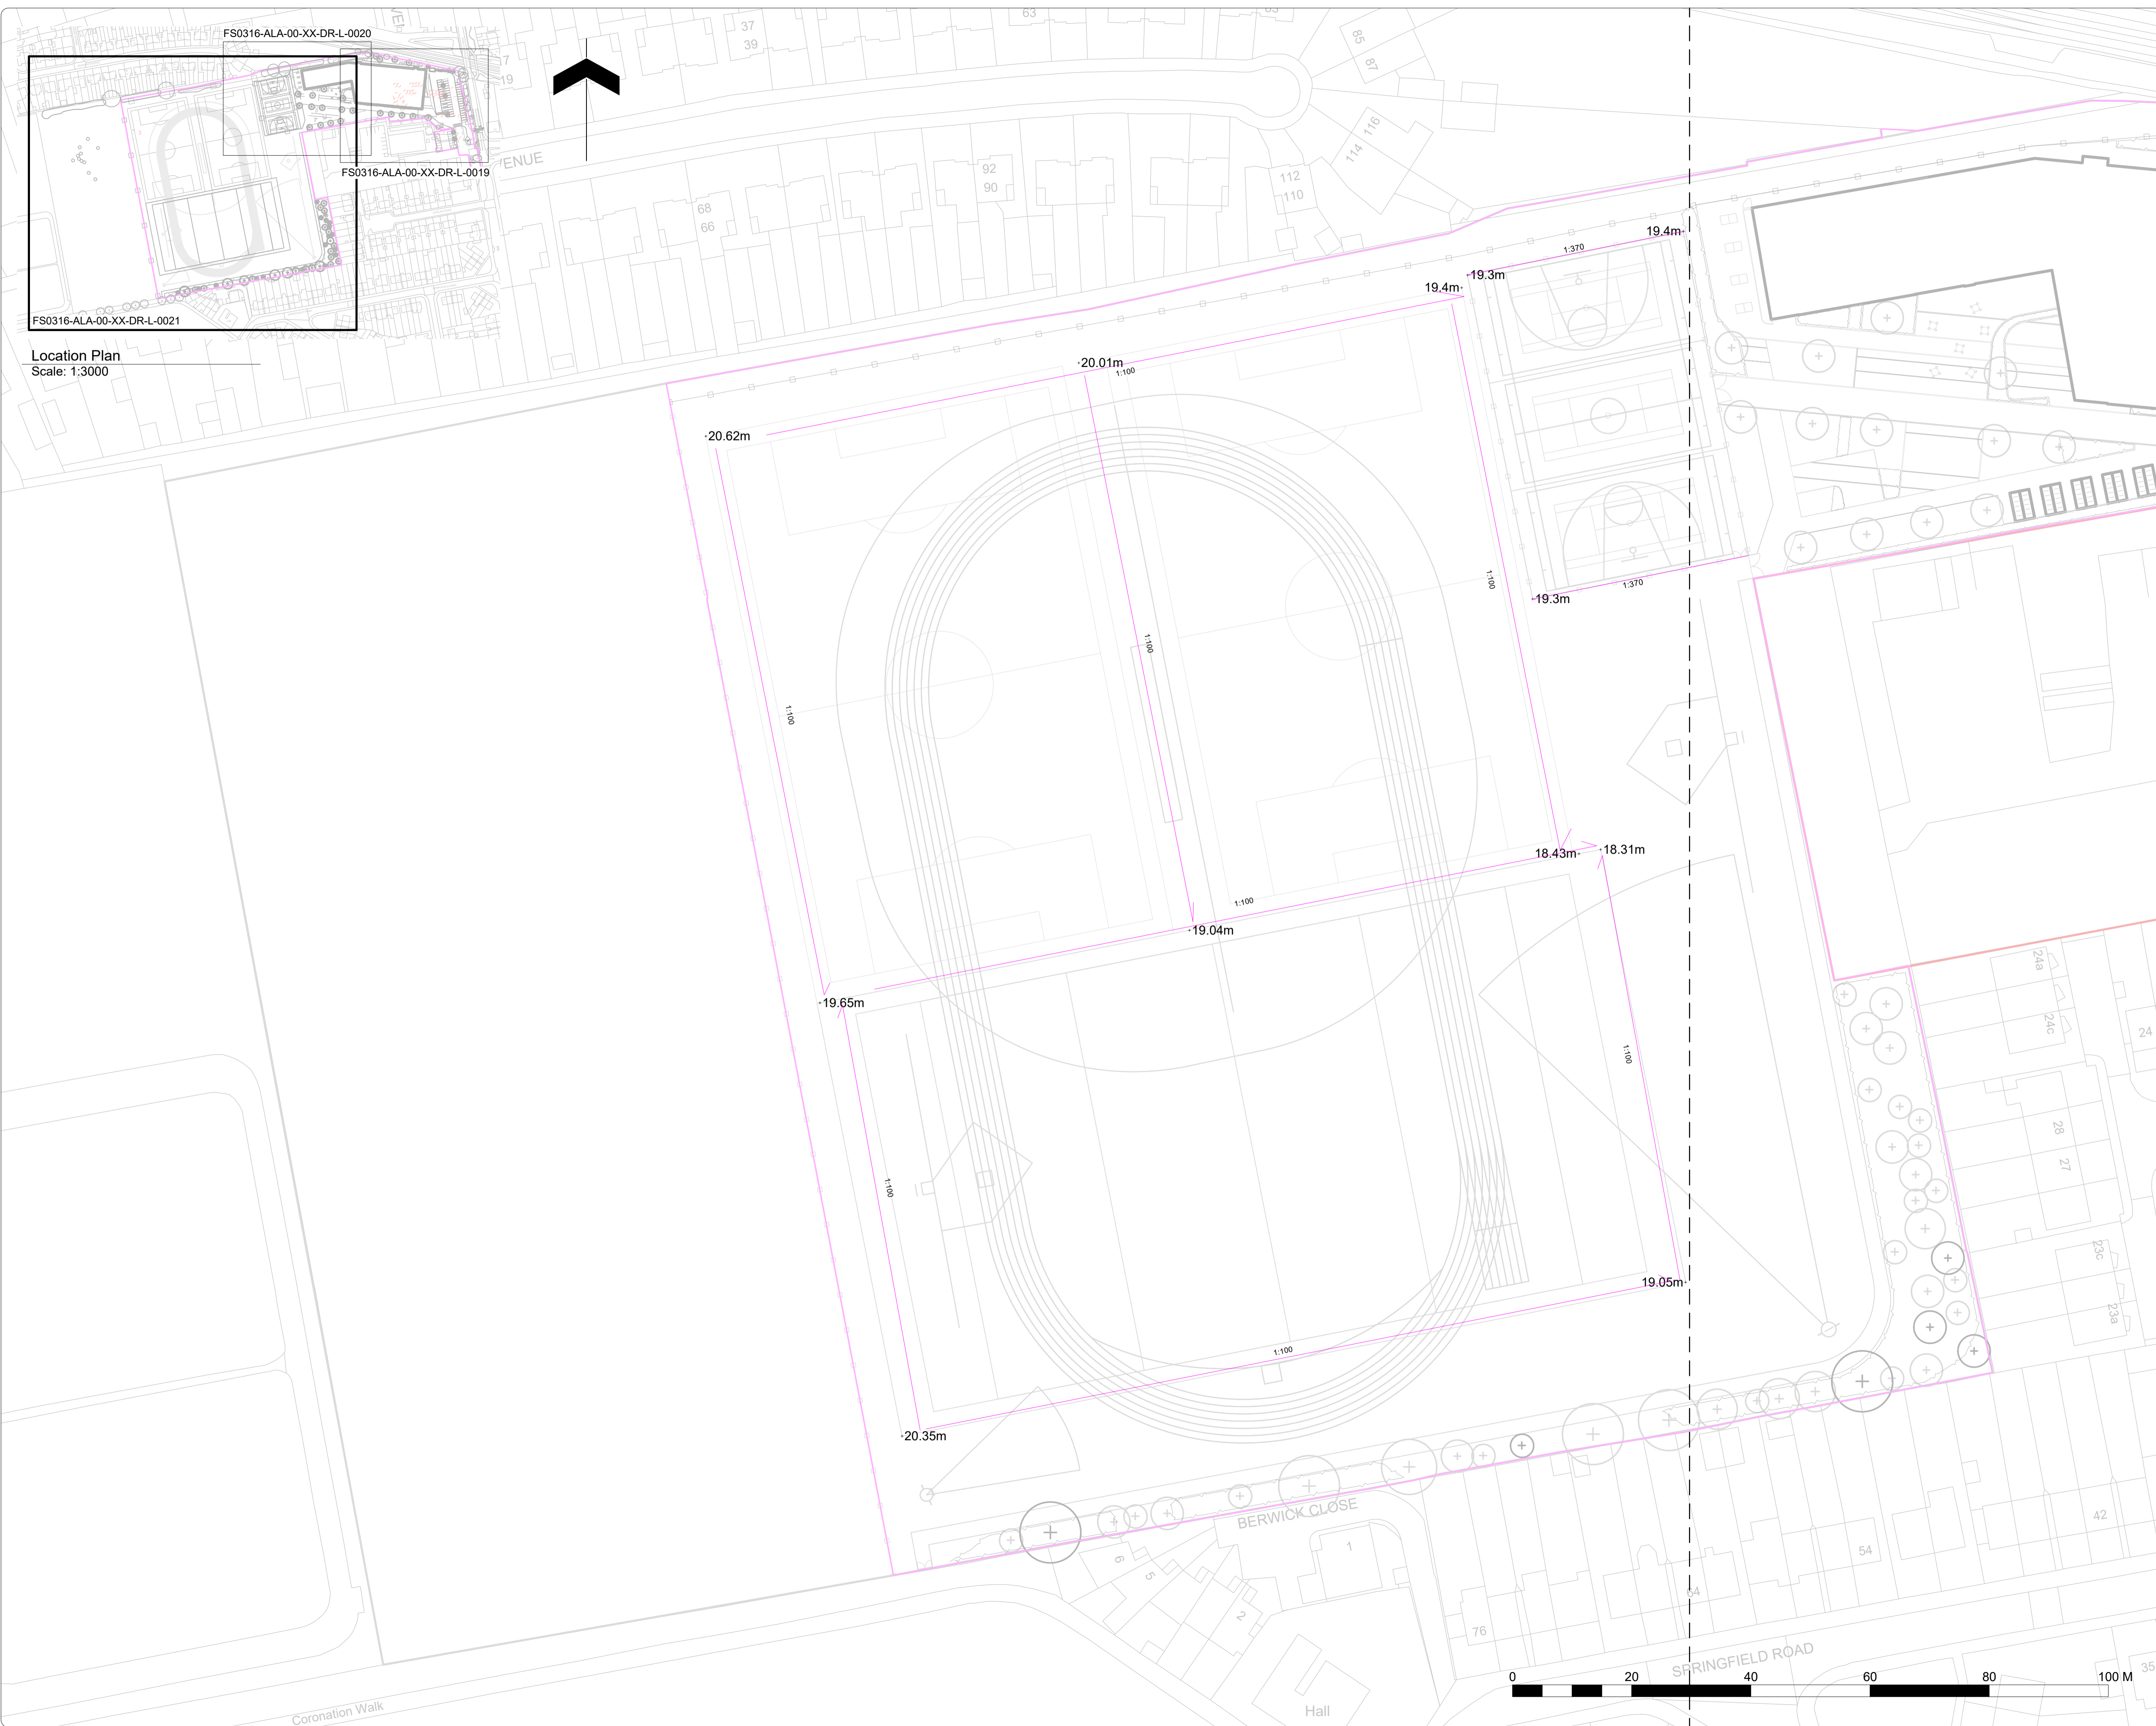 FS0316-ALA-00-XX-DR-L-0020
FS0316-ALA-00-XX-DR-L-0019
FS0316-ALA-00-XX-DR-L-0021
Location Plan
Scale: 1:3000
37
39
63
85
87
19
ENUE
92
90
68
66
116
114
112
110
19.4m
1:370
19.3m
19.4m
20.01m
1:100
20.62m
1:100
1:370
19.3m
1:100
1:100
18.43m
18.31m
1:100
19.04m
19.65m
1:100
1:100
19.05m
1:100
20.35m
24a
24c
24
28
27
23c
23a
BERWICK CLOSE
1
6
5
2
42
54
64
76
SPRINGFIELD ROAD
35
Hall
Coronation Walk
0 20 40 60 80 100 M